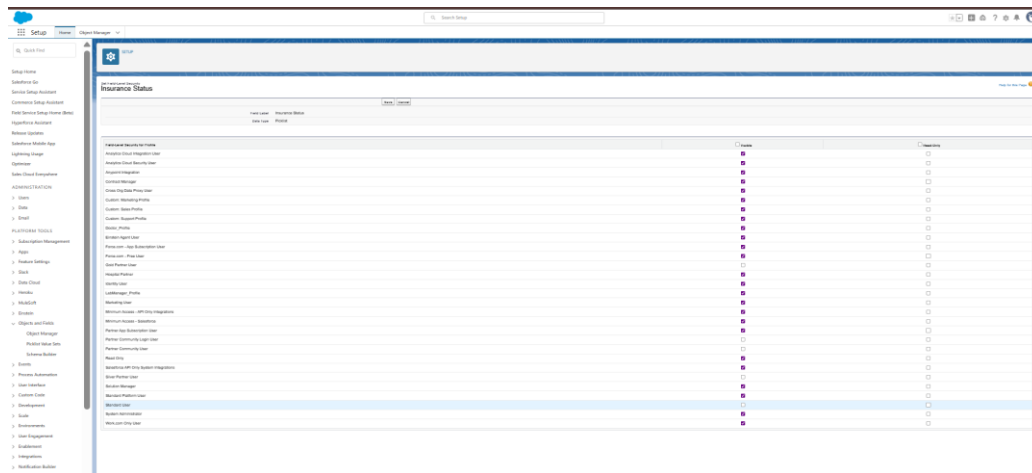 Search Setup
Setup
Home
Object Manager
Quick Find
SETUP
Setup Home
Salesforce Go
Service Setup Assistant
Commerce Setup Assistant
Field Service Setup Home (Beta)
Hyperforce Assistant
Release Updates
Salesforce Mobile App
Lightning Usage
Optimizer
Sales Cloud Everywhere
ADMINISTRATION
Users
Data
Email
PLATFORM TOOLS
Subscription Management
Apps
Feature Settings
Slack
Data Cloud
Heroku
MuleSoft
Einstein
Objects and Fields
Object Manager
Picklist Value Sets
Schema Builder
Events
Process Automation
User Interface
Custom Code
Development
Scale
Environments
User Engagement
Enablement
Integrations
Notification Builder
Set Field-Level Security
Insurance Status
Help for this Page
Save Cancel
Field Label Insurance Status
Data Type Picklist
Field-Level Security for Profile Visible Read-Only
Analytics Cloud Integration User
Analytics Cloud Security User
Anypoint Integration
Contract Manager
Cross Org Data Proxy User
Custom: Marketing Profile
Custom: Sales Profile
Custom: Support Profile
Doctor_Profile
Einstein Agent User
Force.com - App Subscription User
Force.com - Free User
Gold Partner User
Hospital Partner
Identity User
LabManager_Profile
Marketing User
Minimum Access - API Only Integrations
Minimum Access - Salesforce
Partner App Subscription User
Partner Community Login User
Partner Community User
Read Only
Salesforce API Only System Integrations
Silver Partner User
Solution Manager
Standard Platform User
Standard User
System Administrator
Work.com Only User